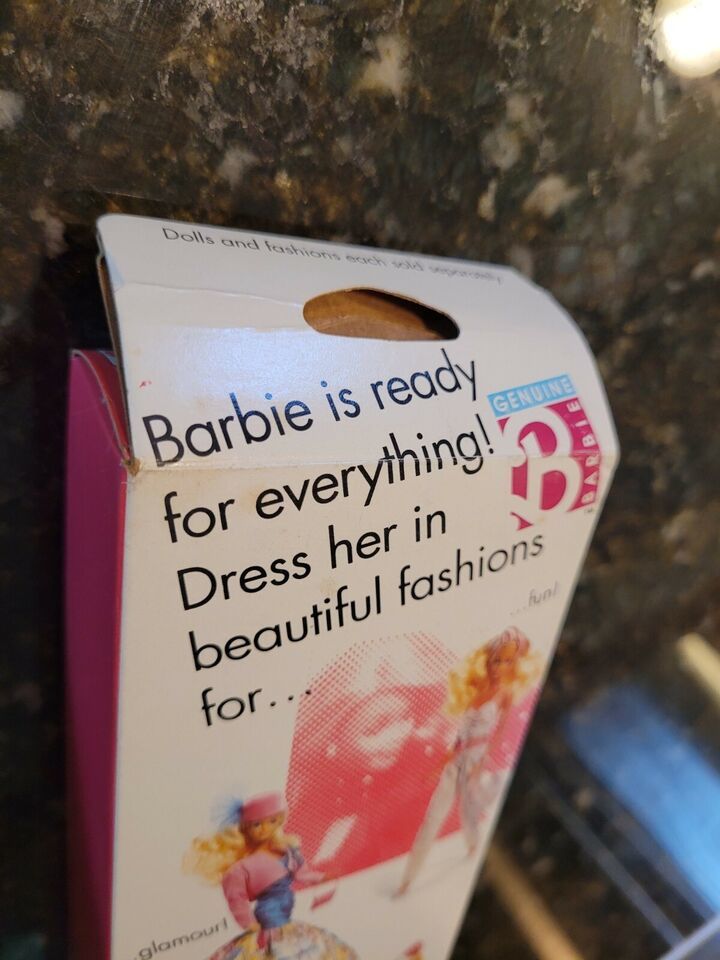 Dolls and fashions each sold separately
Barbie is ready
for everything!
Dress her in
beautiful fashions
for...
GENUINE
B
BARBIE
...fun!
...glamour!